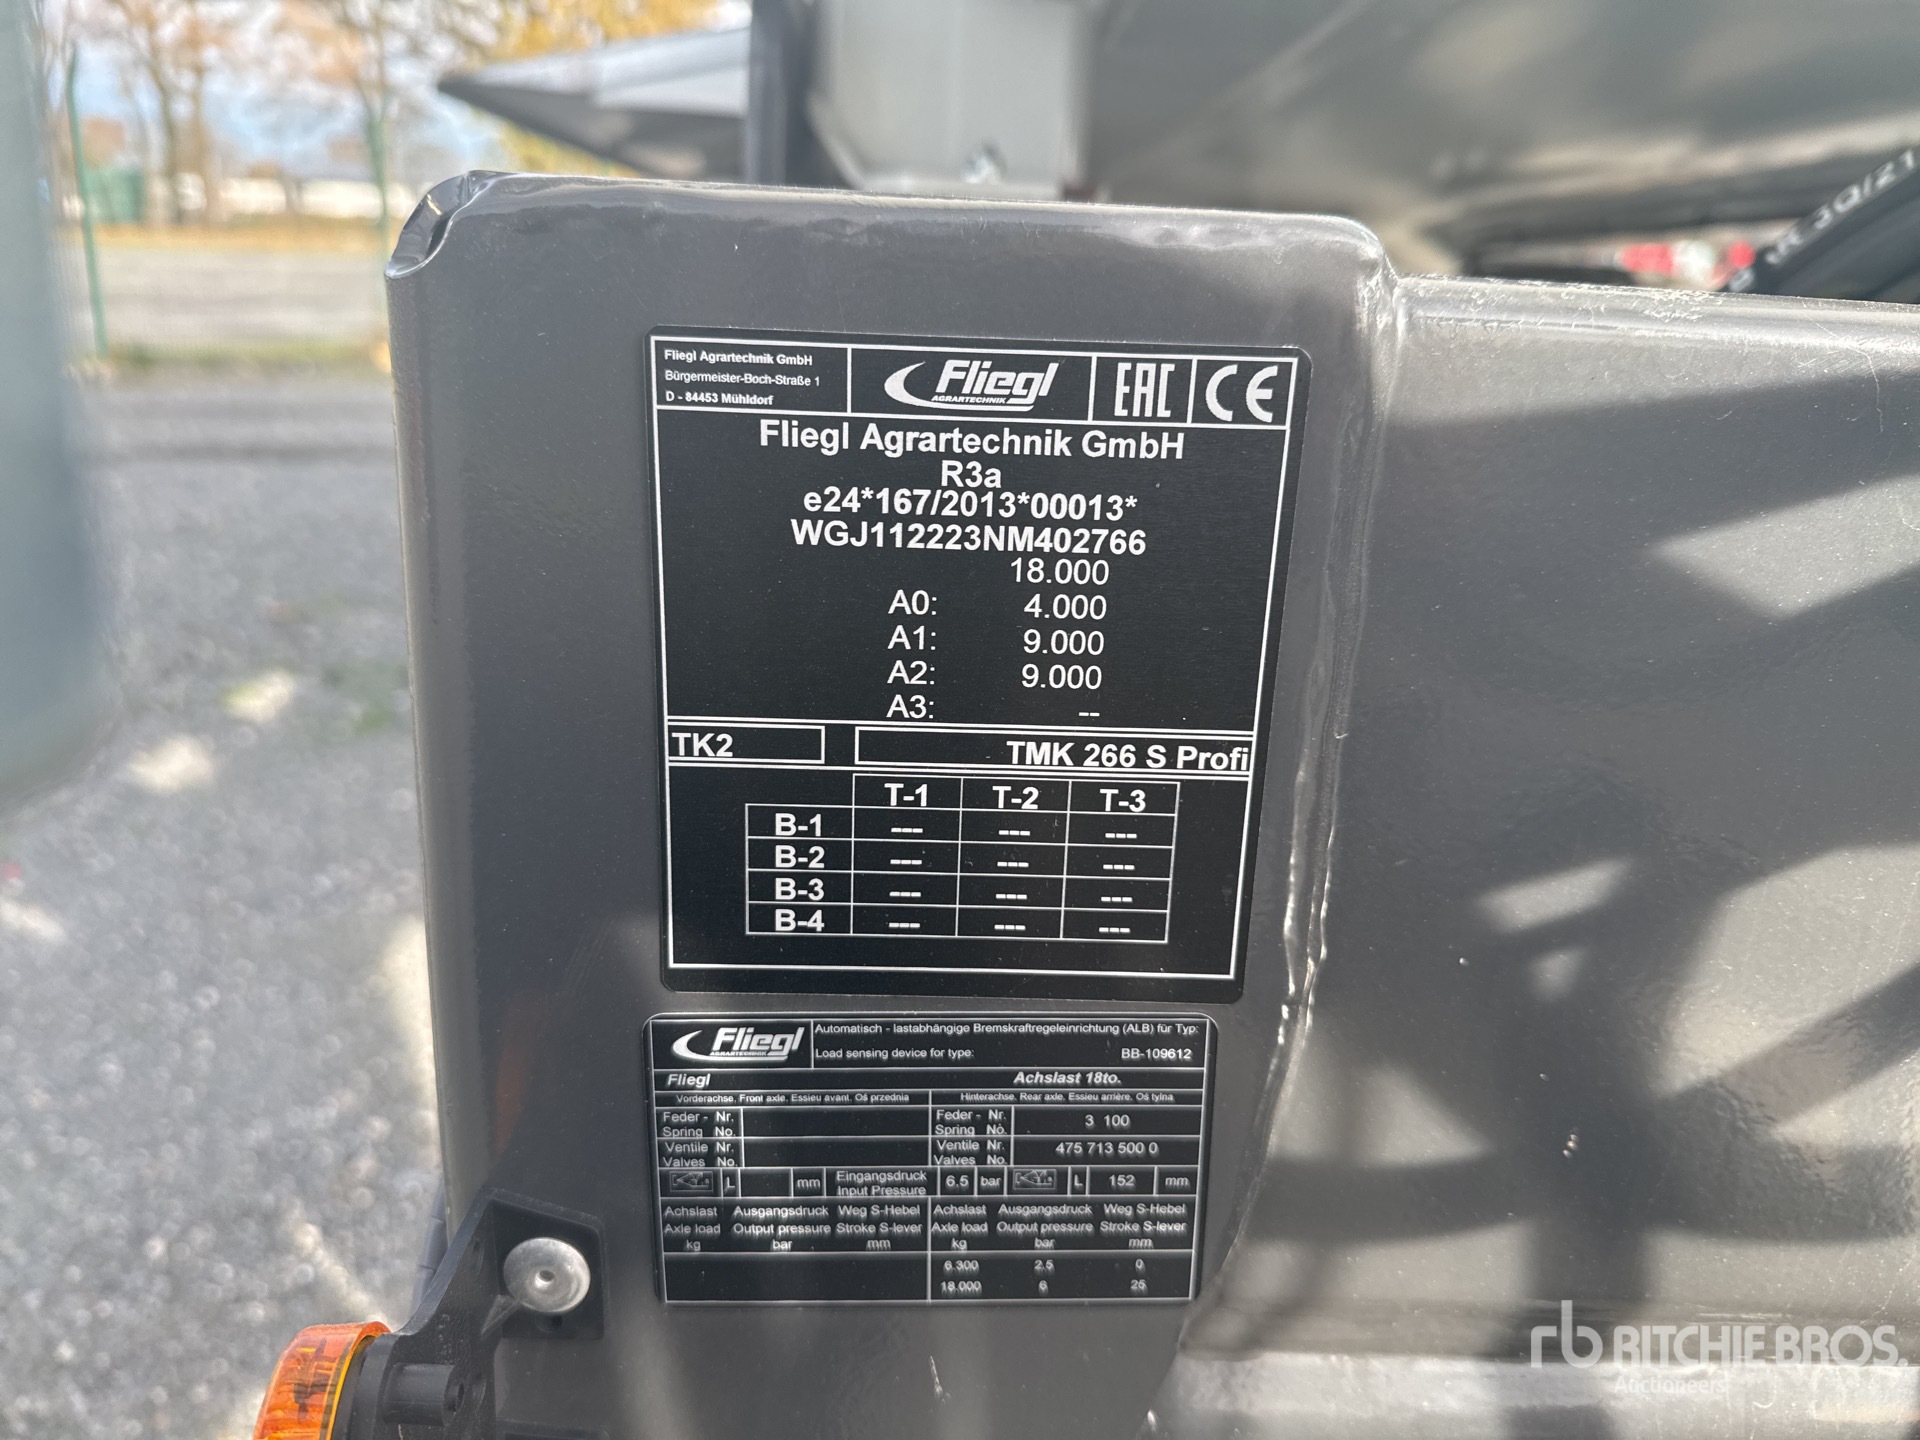 Fliegl Agrartechnik GmbH
Bürgermeister-Boch-Straße 1
D - 84453 Mühldorf
Fliegl
AGRARTECHNIK
EAC
CE
Fliegl Agrartechnik GmbH
R3a
e24*167/2013*00013*
WGJ112223NM402766
18.000
A0: 4.000
A1: 9.000
A2: 9.000
A3: --
TK2 TMK 266 S Profi
T-1 T-2 T-3
B-1 --- --- ---
B-2 --- --- ---
B-3 --- --- ---
B-4 --- --- ---
Fliegl
AGRARTECHNIK
Automatisch - lastabhängige Bremskraftregeleinrichtung (ALB) für Typ:
Load sensing device for type: BB-109612
Fliegl Achslast 18to.
Vorderachse. Front axle. Essieu avant. Oś przednia Hinterachse. Rear axle. Essieu arrière. Oś tylna
Feder - Nr. Feder - Nr. 3 100
Spring No. Spring No.
Ventile Nr. Ventile Nr. 475 713 500 0
Valves No. Valves No.
L mm Eingangsdruck 6.5 bar L 152 mm
Input Pressure
Achslast Ausgangsdruck Weg S-Hebel Achslast Ausgangsdruck Weg S-Hebel
Axle load Output pressure Stroke S-lever Axle load Output pressure Stroke S-lever
kg bar mm kg bar mm
6.300 2.5 0
18.000 6 25
rb RITCHIE BROS.
Auctioneers